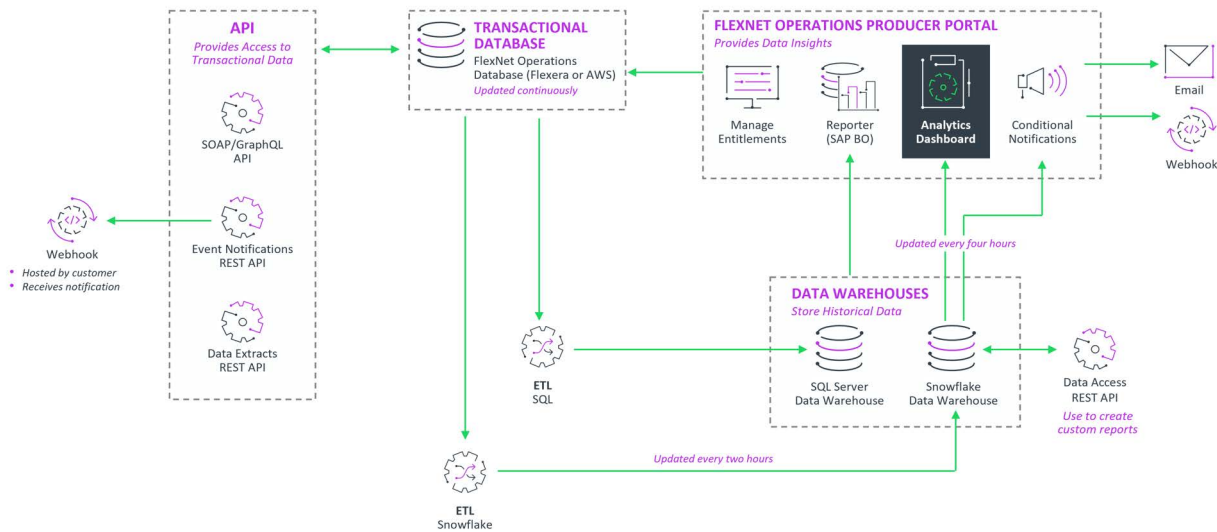 API
Provides Access to
Transactional Data
SOAP/GraphQL
API
Event Notifications
REST API
Data Extracts
REST API
Webhook
• Hosted by customer
• Receives notification
TRANSACTIONAL
DATABASE
FlexNet Operations
Database (Flexera or AWS)
Updated continuously
FLEXNET OPERATIONS PRODUCER PORTAL
Provides Data Insights
Manage
Entitlements
Reporter
(SAP BO)
Analytics
Dashboard
Conditional
Notifications
Email
Webhook
Updated every four hours
DATA WAREHOUSES
Store Historical Data
SQL Server
Data Warehouse
Snowflake
Data Warehouse
Data Access
REST API
Use to create
custom reports
ETL
SQL
Updated every two hours
ETL
Snowflake